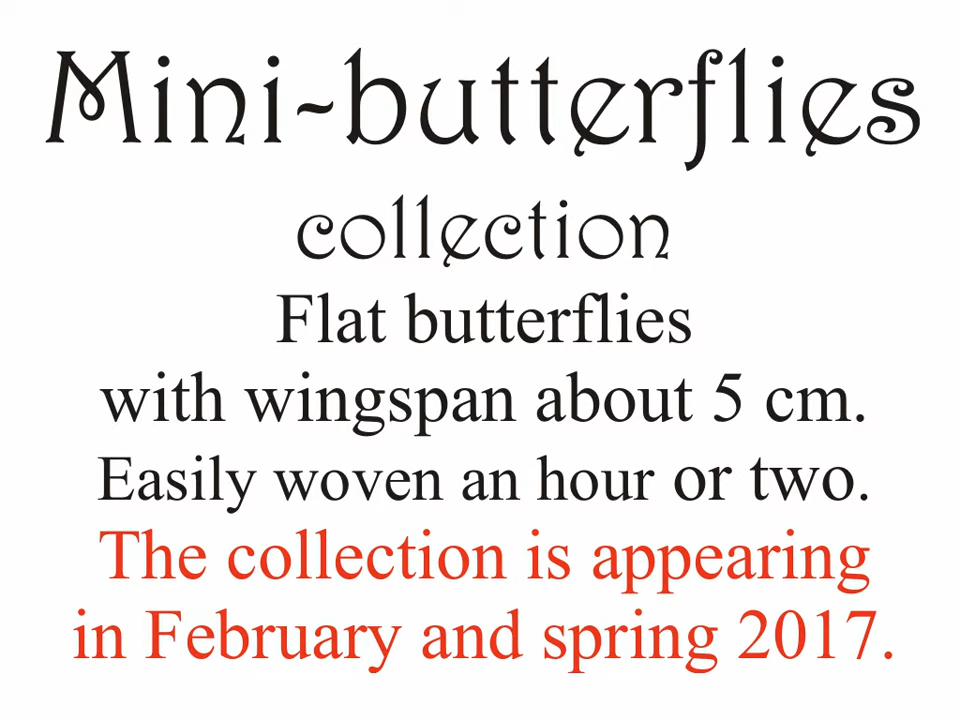 Mini-butterflies
collection
Flat butterflies
with wingspan about 5 cm.
Easily woven an hour or two.
The collection is appearing
in February and spring 2017.